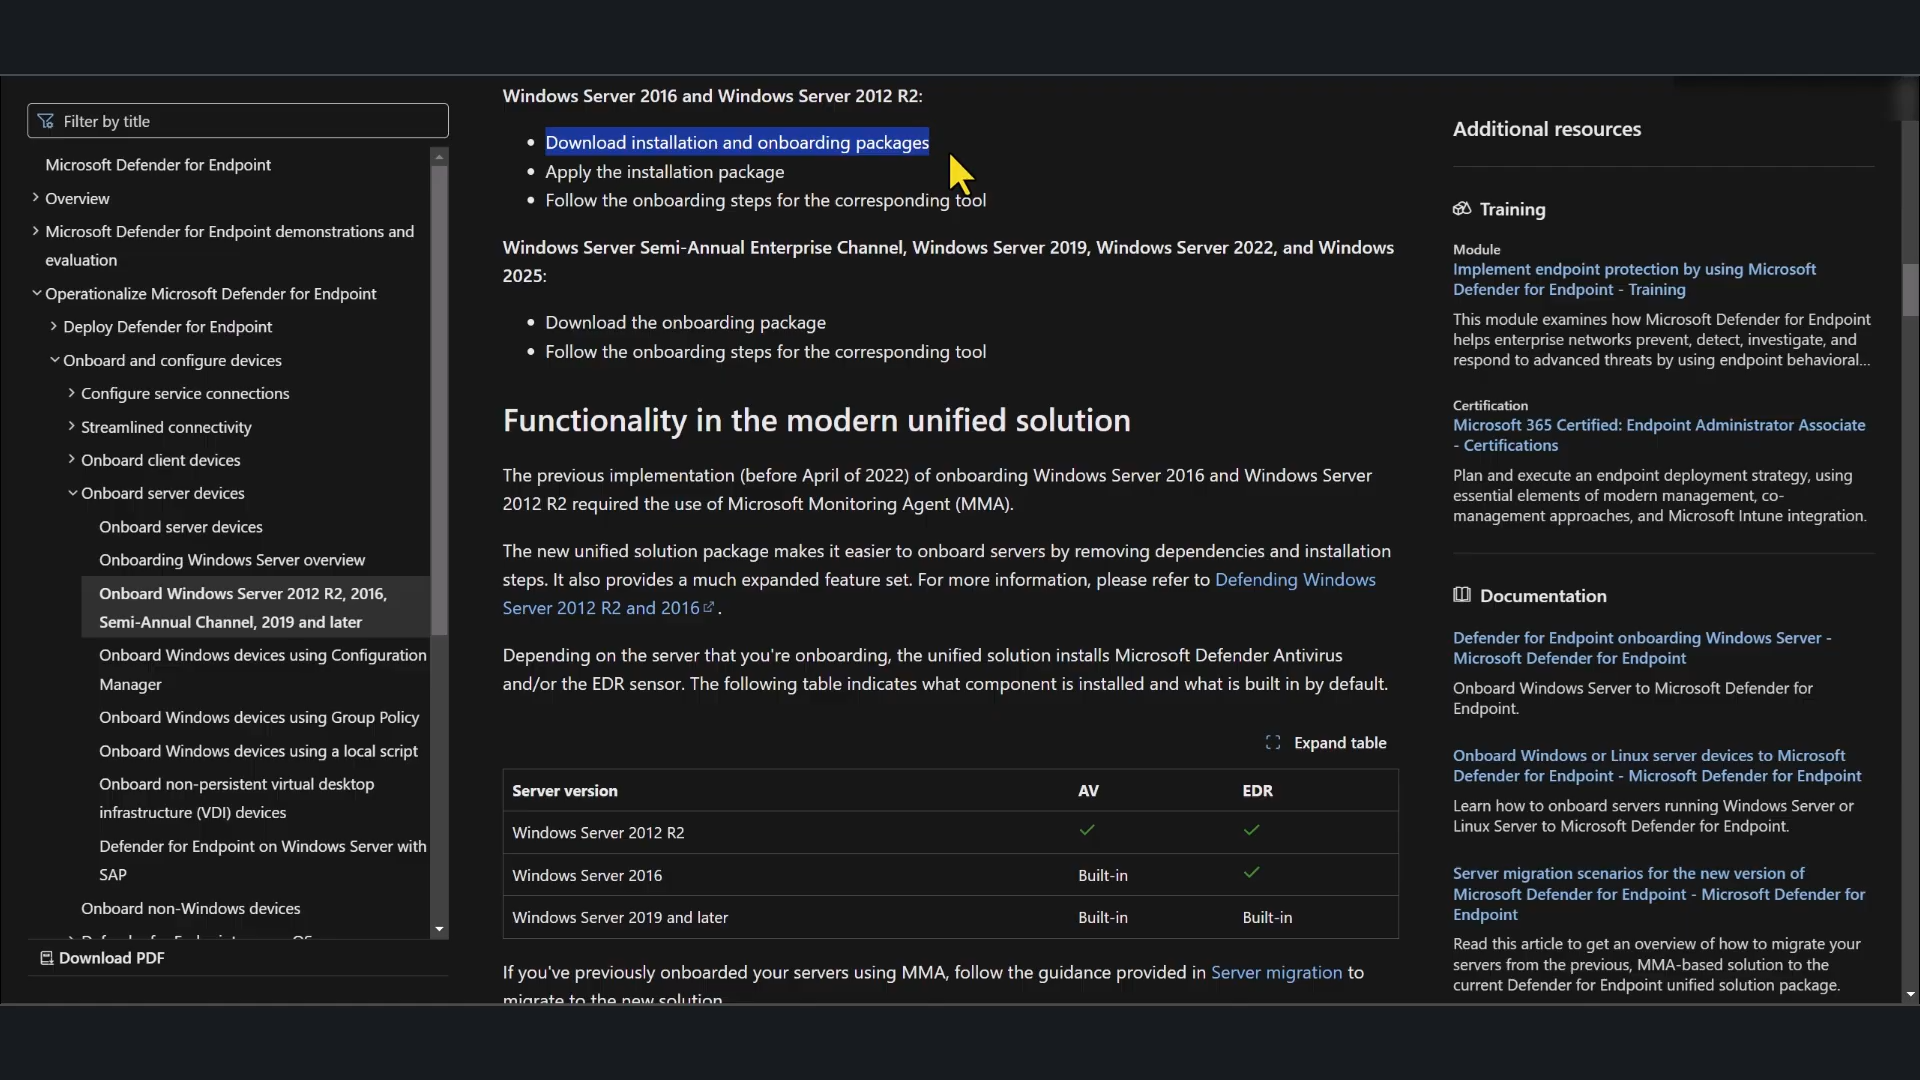 Filter by title
Microsoft Defender for Endpoint
Overview
Microsoft Defender for Endpoint demonstrations and
evaluation
Operationalize Microsoft Defender for Endpoint
Deploy Defender for Endpoint
Onboard and configure devices
Configure service connections
Streamlined connectivity
Onboard client devices
Onboard server devices
Onboard server devices
Onboarding Windows Server overview
Onboard Windows Server 2012 R2, 2016,
Semi-Annual Channel, 2019 and later
Onboard Windows devices using Configuration
Manager
Onboard Windows devices using Group Policy
Onboard Windows devices using a local script
Onboard non-persistent virtual desktop
infrastructure (VDI) devices
Defender for Endpoint on Windows Server with
SAP
Onboard non-Windows devices
Download PDF
Windows Server 2016 and Windows Server 2012 R2:
• Download installation and onboarding packages
• Apply the installation package
• Follow the onboarding steps for the corresponding tool
Windows Server Semi-Annual Enterprise Channel, Windows Server 2019, Windows Server 2022, and Windows
2025:
• Download the onboarding package
• Follow the onboarding steps for the corresponding tool
Functionality in the modern unified solution
The previous implementation (before April of 2022) of onboarding Windows Server 2016 and Windows Server
2012 R2 required the use of Microsoft Monitoring Agent (MMA).
The new unified solution package makes it easier to onboard servers by removing dependencies and installation
steps. It also provides a much expanded feature set. For more information, please refer to Defending Windows
Server 2012 R2 and 2016.
Depending on the server that you're onboarding, the unified solution installs Microsoft Defender Antivirus
and/or the EDR sensor. The following table indicates what component is installed and what is built in by default.
Expand table
Server version AV EDR
Windows Server 2012 R2 ✓ ✓
Windows Server 2016 Built-in ✓
Windows Server 2019 and later Built-in Built-in
If you've previously onboarded your servers using MMA, follow the guidance provided in Server migration to
migrate to the new solution
Additional resources
Training
Module
Implement endpoint protection by using Microsoft
Defender for Endpoint - Training
This module examines how Microsoft Defender for Endpoint
helps enterprise networks prevent, detect, investigate, and
respond to advanced threats by using endpoint behavioral...
Certification
Microsoft 365 Certified: Endpoint Administrator Associate
- Certifications
Plan and execute an endpoint deployment strategy, using
essential elements of modern management, co-
management approaches, and Microsoft Intune integration.
Documentation
Defender for Endpoint onboarding Windows Server -
Microsoft Defender for Endpoint
Onboard Windows Server to Microsoft Defender for
Endpoint.
Onboard Windows or Linux server devices to Microsoft
Defender for Endpoint - Microsoft Defender for Endpoint
Learn how to onboard servers running Windows Server or
Linux Server to Microsoft Defender for Endpoint.
Server migration scenarios for the new version of
Microsoft Defender for Endpoint - Microsoft Defender for
Endpoint
Read this article to get an overview of how to migrate your
servers from the previous, MMA-based solution to the
current Defender for Endpoint unified solution package.